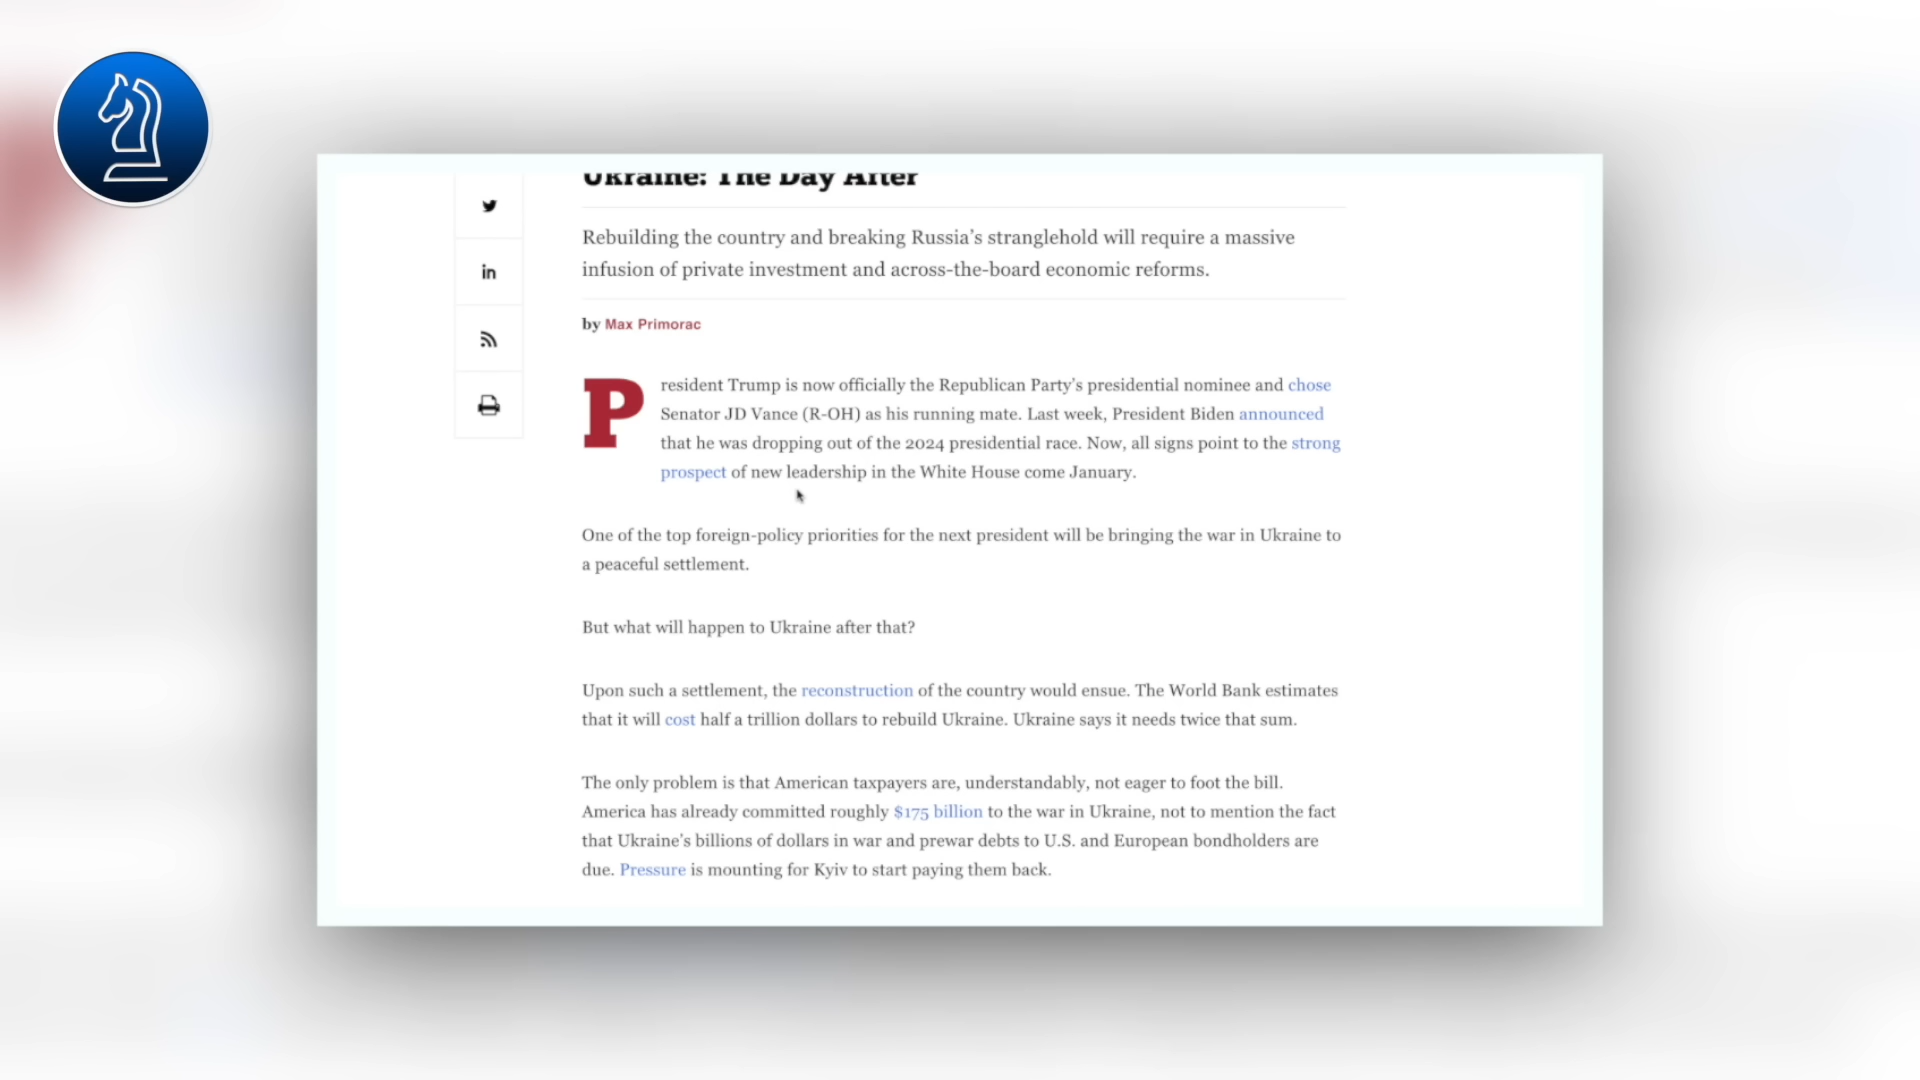 Ukraine: The Day After
Rebuilding the country and breaking Russia's stranglehold will require a massive
infusion of private investment and across-the-board economic reforms.
by Max Primorac
President Trump is now officially the Republican Party's presidential nominee and chose
Senator JD Vance (R-OH) as his running mate. Last week, President Biden announced
that he was dropping out of the 2024 presidential race. Now, all signs point to the strong
prospect of new leadership in the White House come January.
One of the top foreign-policy priorities for the next president will be bringing the war in Ukraine to
a peaceful settlement.
But what will happen to Ukraine after that?
Upon such a settlement, the reconstruction of the country would ensue. The World Bank estimates
that it will cost half a trillion dollars to rebuild Ukraine. Ukraine says it needs twice that sum.
The only problem is that American taxpayers are, understandably, not eager to foot the bill.
America has already committed roughly $175 billion to the war in Ukraine, not to mention the fact
that Ukraine's billions of dollars in war and prewar debts to U.S. and European bondholders are
due. Pressure is mounting for Kyiv to start paying them back.